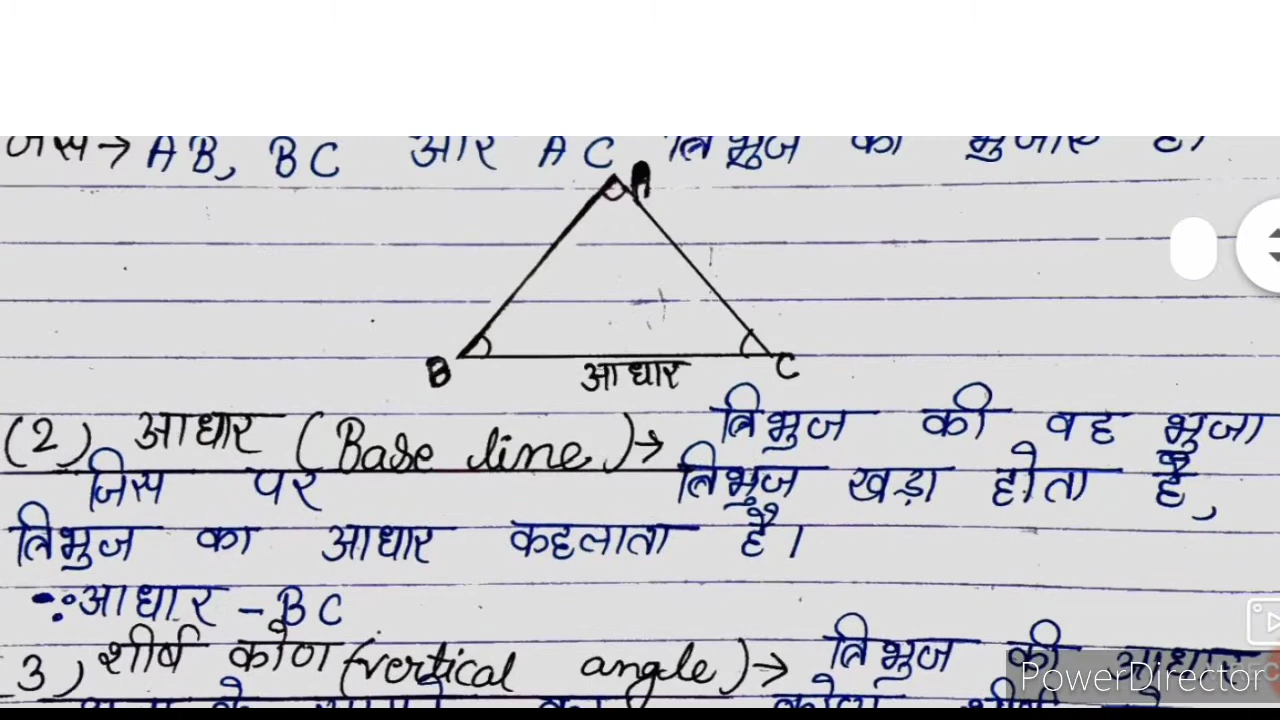 जैसे→ AB, BC और AC त्रिभुज की भुजाएँ है।
A
B आधार C
(2) आधार (Base line)→ त्रिभुज की वह भुजा
जिस पर त्रिभुज खड़ा होता है,
त्रिभुज का आधार कहलाता है।
∵आधार - BC
3) शीर्ष कोण (vertical angle)→ त्रिभुज की आधार
PowerDirector